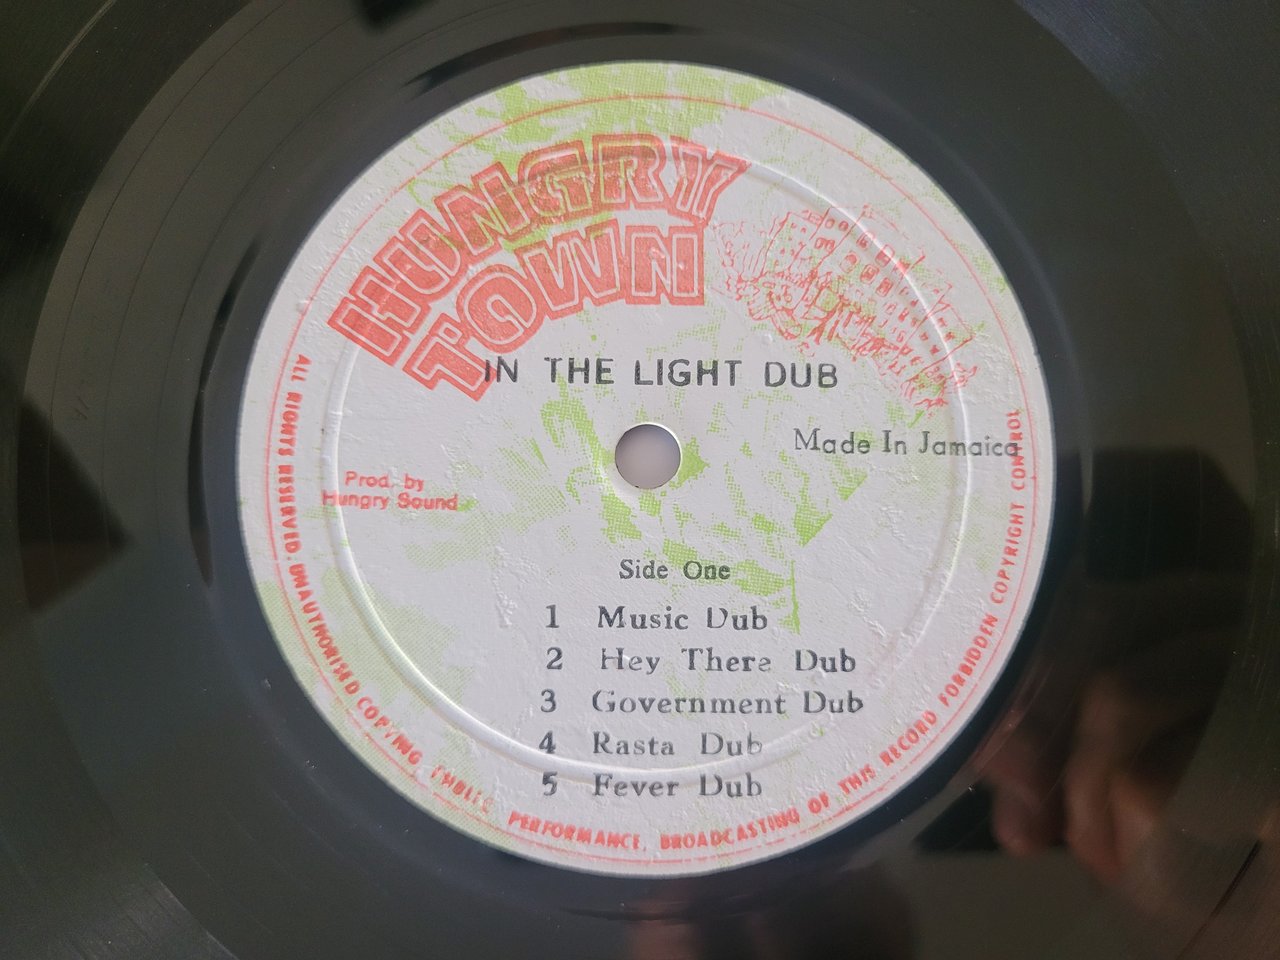 HUNGRY
TOWN
IN THE LIGHT DUB
Made In Jamaica
Prod. by
Hungry Sound
Side One
1 Music Dub
2 Hey There Dub
3 Government Dub
4 Rasta Dub
5 Fever Dub
ALL RIGHTS RESERVED. UNAUTHORISED COPYING PUBLIC PERFORMANCE, BROADCASTING OF THIS RECORD FORBIDDEN COPYRIGHT CONTROL